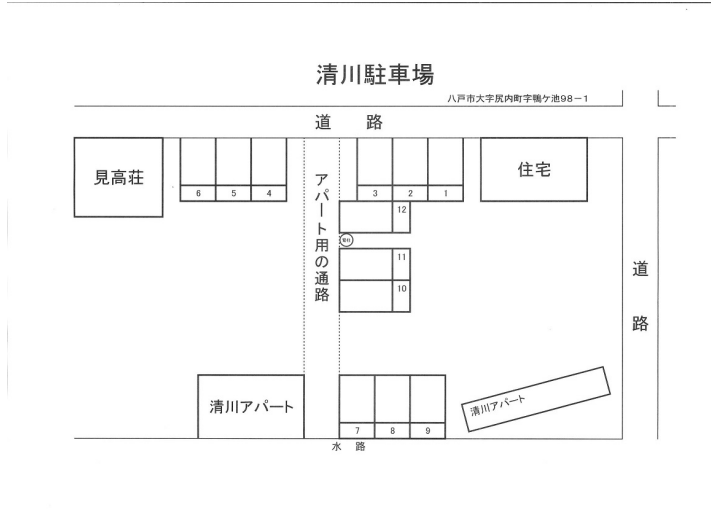 清川駐車場
八戸市大字尻内町字鴨ケ池98－1
道　路
見高荘
6 5 4
アパート用の通路
3 2 1
住宅
12
11
10
道　路
清川アパート
7 8 9
清川アパート
水　路